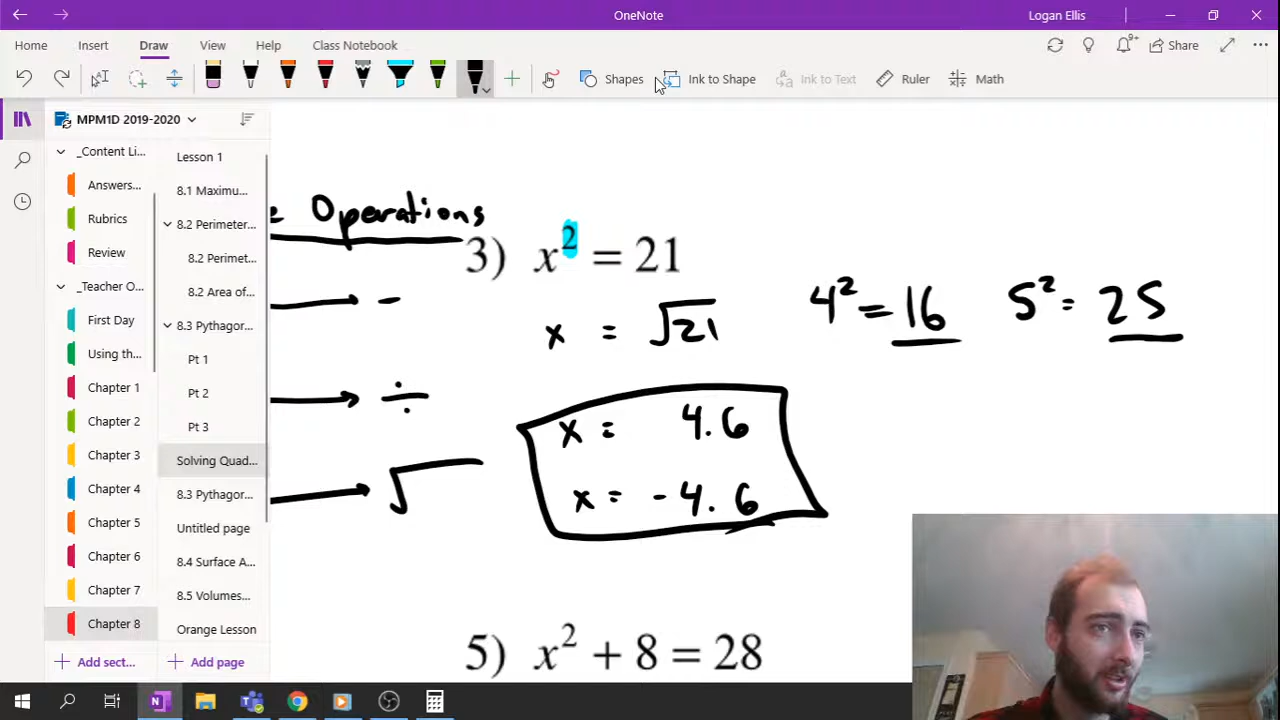 OneNote
Logan Ellis
Home Insert Draw View Help Class Notebook Share
Shapes Ink to Shape Ink to Text Ruler Math
MPM1D 2019-2020
_Content Li...
Answers...
Rubrics
Review
_Teacher O...
First Day
Using th...
Chapter 1
Chapter 2
Chapter 3
Chapter 4
Chapter 5
Chapter 6
Chapter 7
Chapter 8
Add sect...
Lesson 1
8.1 Maximu...
8.2 Perimeter...
8.2 Perimet...
8.2 Area of...
8.3 Pythagor...
Pt 1
Pt 2
Pt 3
Solving Quad...
8.3 Pythagor...
Untitled page
8.4 Surface A...
8.5 Volumes...
Orange Lesson
Add page
Operations
→ -
→ ÷
→ √
3) x² = 21
x = √21
4² = 16 5² = 25
x = 4.6
x = -4.6
5) x² + 8 = 28